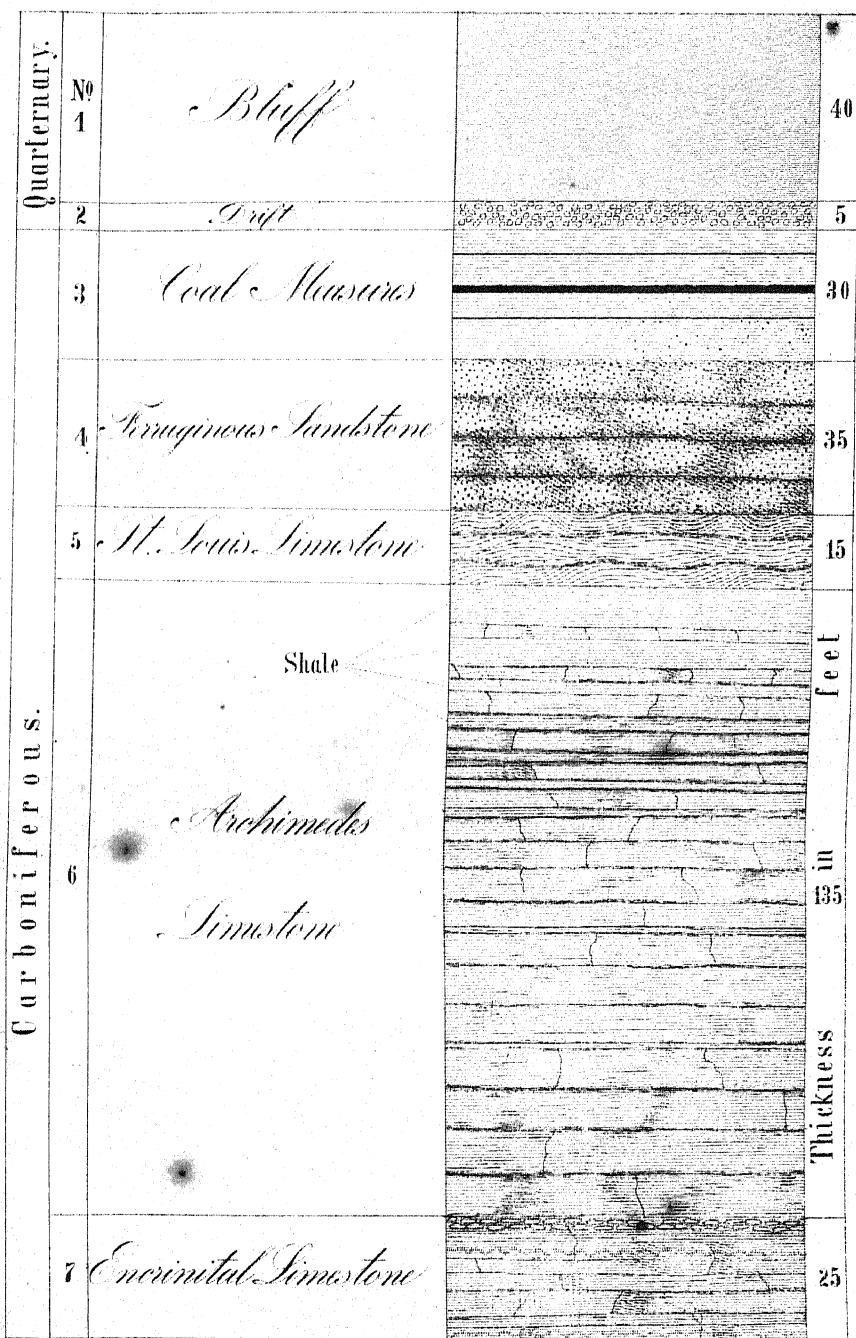 Quarternary.
No 1 Bluff 40
2 Drift 5
Carboniferous.
3 Coal Measures 30
4 Ferruginous Sandstone 35
5 St. Louis Limestone 15
Shale
6 Archimedes 135
Limestone
7 Encrinital Limestone 25
Thickness in feet